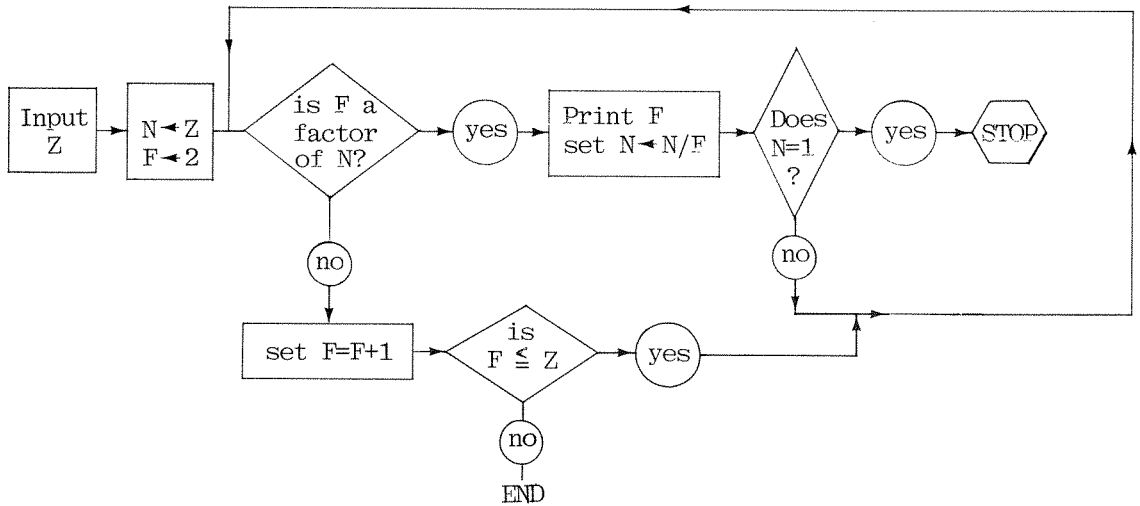 Input
Z
N←Z
F←2
is F a
factor
of N?
yes
Print F
set N←N/F
Does
N=1
?
yes
STOP
no
no
set F=F+1
is
F ≦ Z
yes
no
END